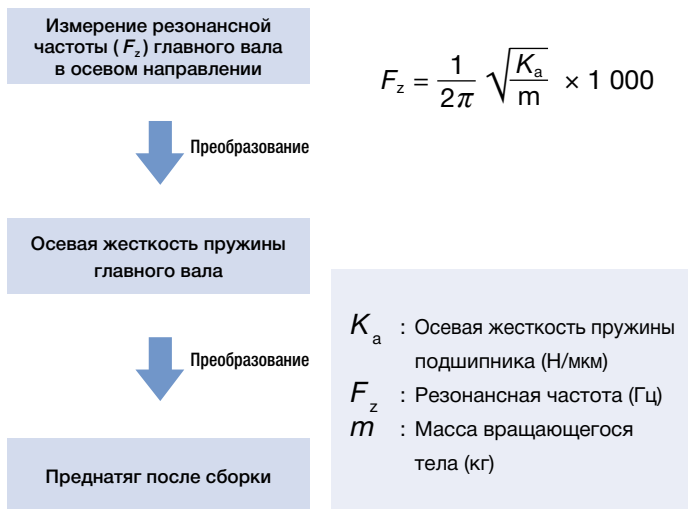 Измерение резонансной
частоты (Fz) главного вала
в осевом направлении
Fz = 1/2π √Ka/m × 1 000
Преобразование
Осевая жесткость пружины
главного вала
Преобразование
Преднатяг после сборки
Ka : Осевая жесткость пружины
подшипника (Н/мкм)
Fz : Резонансная частота (Гц)
m : Масса вращающегося
тела (кг)